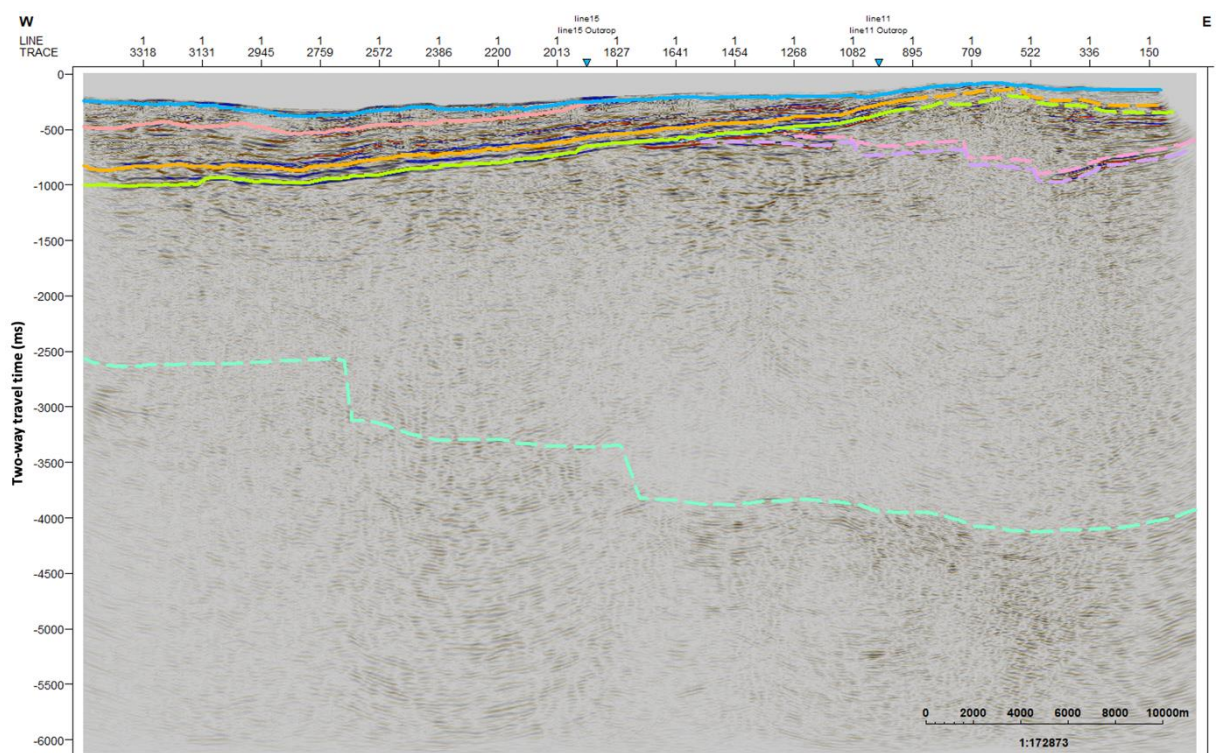 line15
line11
W
line15 Outcrop
line11 Outcrop
E
LINE 1 1 1 1 1 1 1 1 1 1 1 1 1 1 1 1 1 1
TRACE 3318 3131 2945 2759 2572 2386 2200 2013 1827 1641 1454 1268 1082 895 709 522 336 150
0
-500
-1000
-1500
-2000
-2500
-3000
-3500
-4000
-4500
-5000
-5500
-6000
Two-way travel time (ms)
0 2000 4000 6000 8000 10000m
1:172873